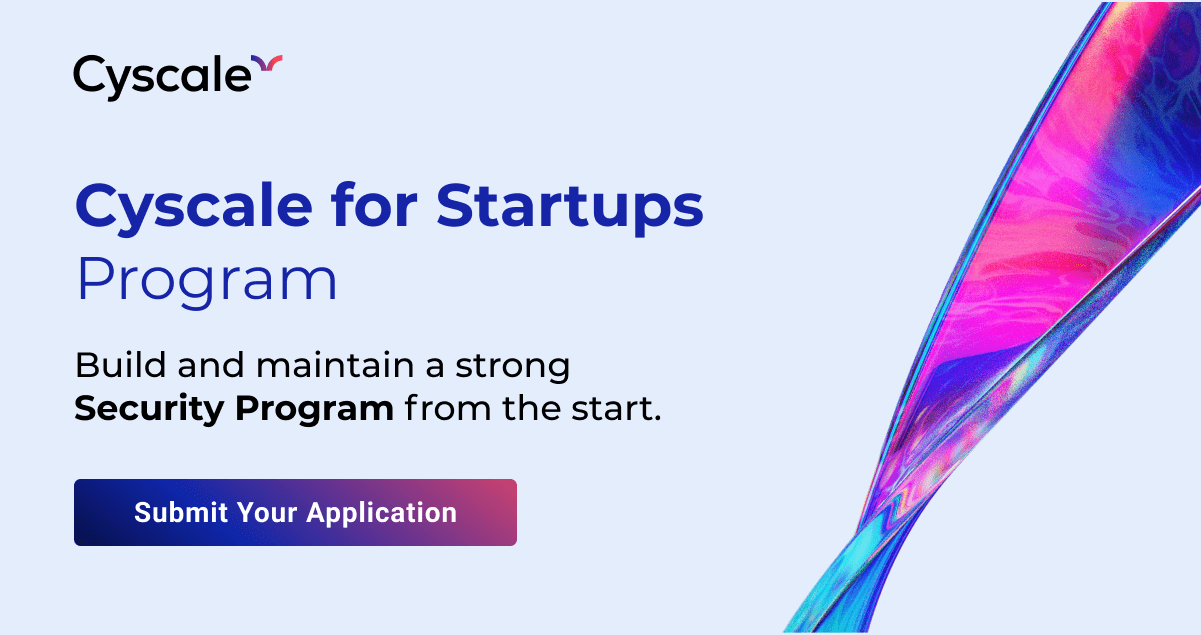 Cyscale
Cyscale for Startups
Program
Build and maintain a strong
Security Program from the start.
Submit Your Application